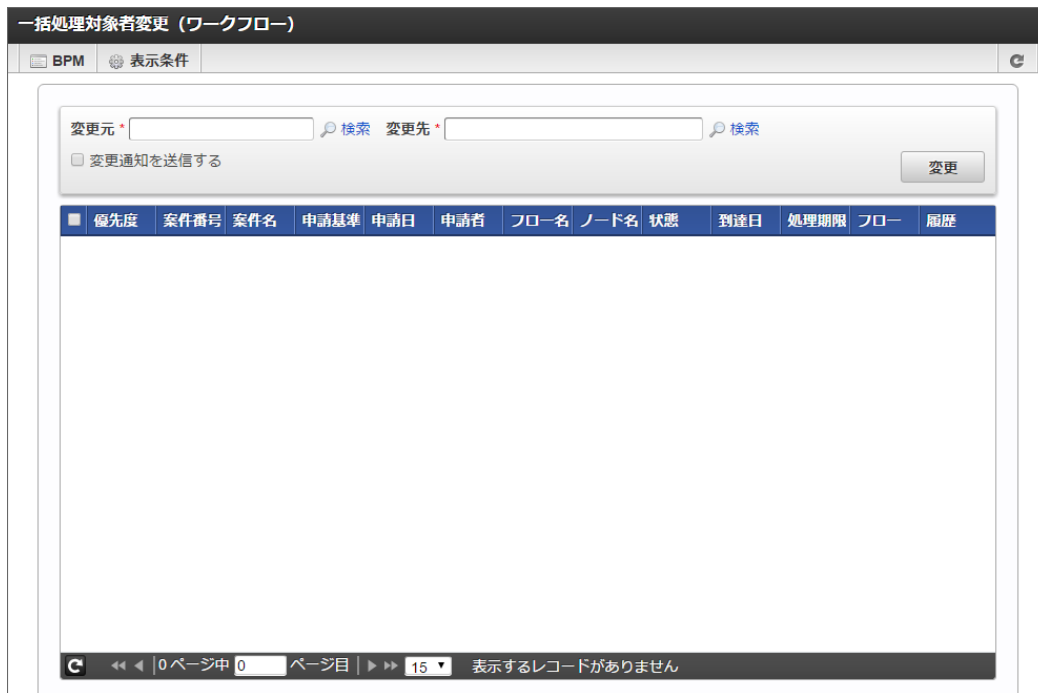 一括処理対象者変更（ワークフロー）
BPM 表示条件
変更元 * 検索 変更先 * 検索
変更通知を送信する
変更
優先度 案件番号 案件名 申請基準 申請日 申請者 フロー名 ノード名 状態 到達日 処理期限 フロー 履歴
0 ページ中 0 ページ目 15 表示するレコードがありません